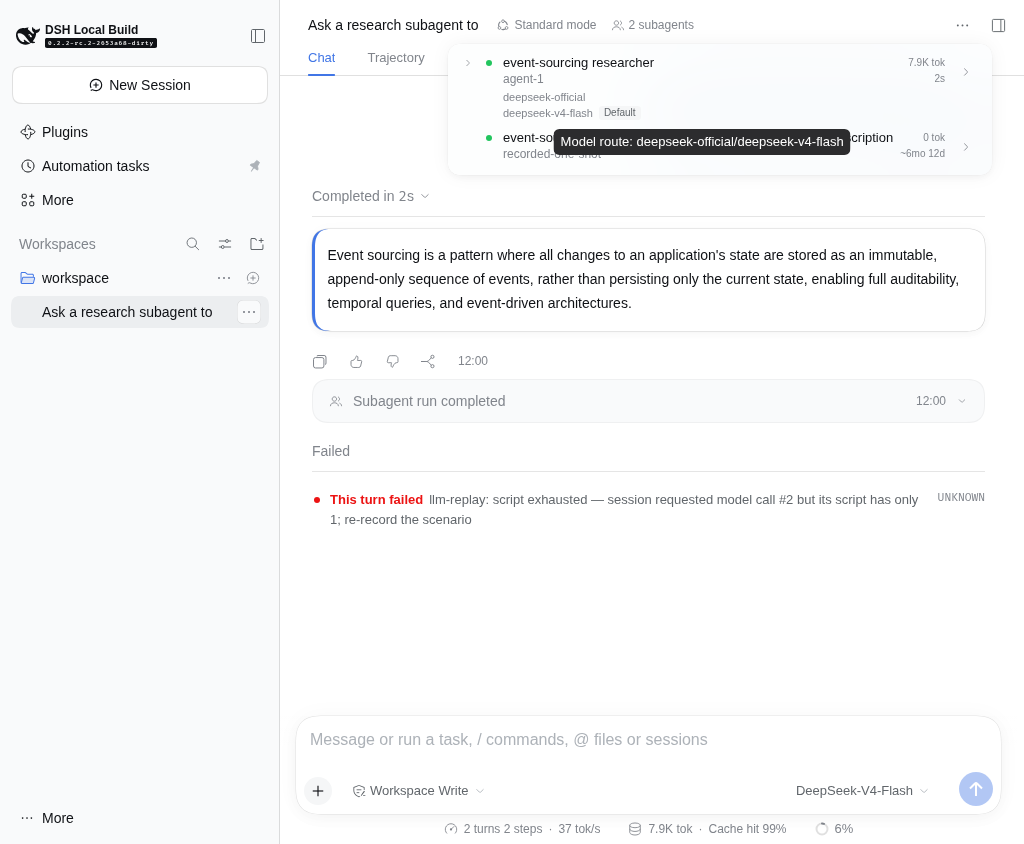 DSH Local Build
0.2.2-rc.2-2653a68-dirty
New Session
Plugins
Automation tasks
More
Workspaces
workspace
Ask a research subagent to
More
Ask a research subagent to
Standard mode
2 subagents
Chat
Trajectory
event-sourcing researcher
7.9K tok
agent-1
2s
deepseek-official
deepseek-v4-flash
Default
0 tok
Model route: deepseek-official/deepseek-v4-flash
~6mo 12d
Completed in 2s
Event sourcing is a pattern where all changes to an application's state are stored as an immutable,
append-only sequence of events, rather than persisting only the current state, enabling full auditability,
temporal queries, and event-driven architectures.
12:00
Subagent run completed
12:00
Failed
This turn failed llm-replay: script exhausted — session requested model call #2 but its script has only
1; re-record the scenario
UNKNOWN
Message or run a task, / commands, @ files or sessions
Workspace Write
DeepSeek-V4-Flash
2 turns 2 steps · 37 tok/s
7.9K tok · Cache hit 99%
6%